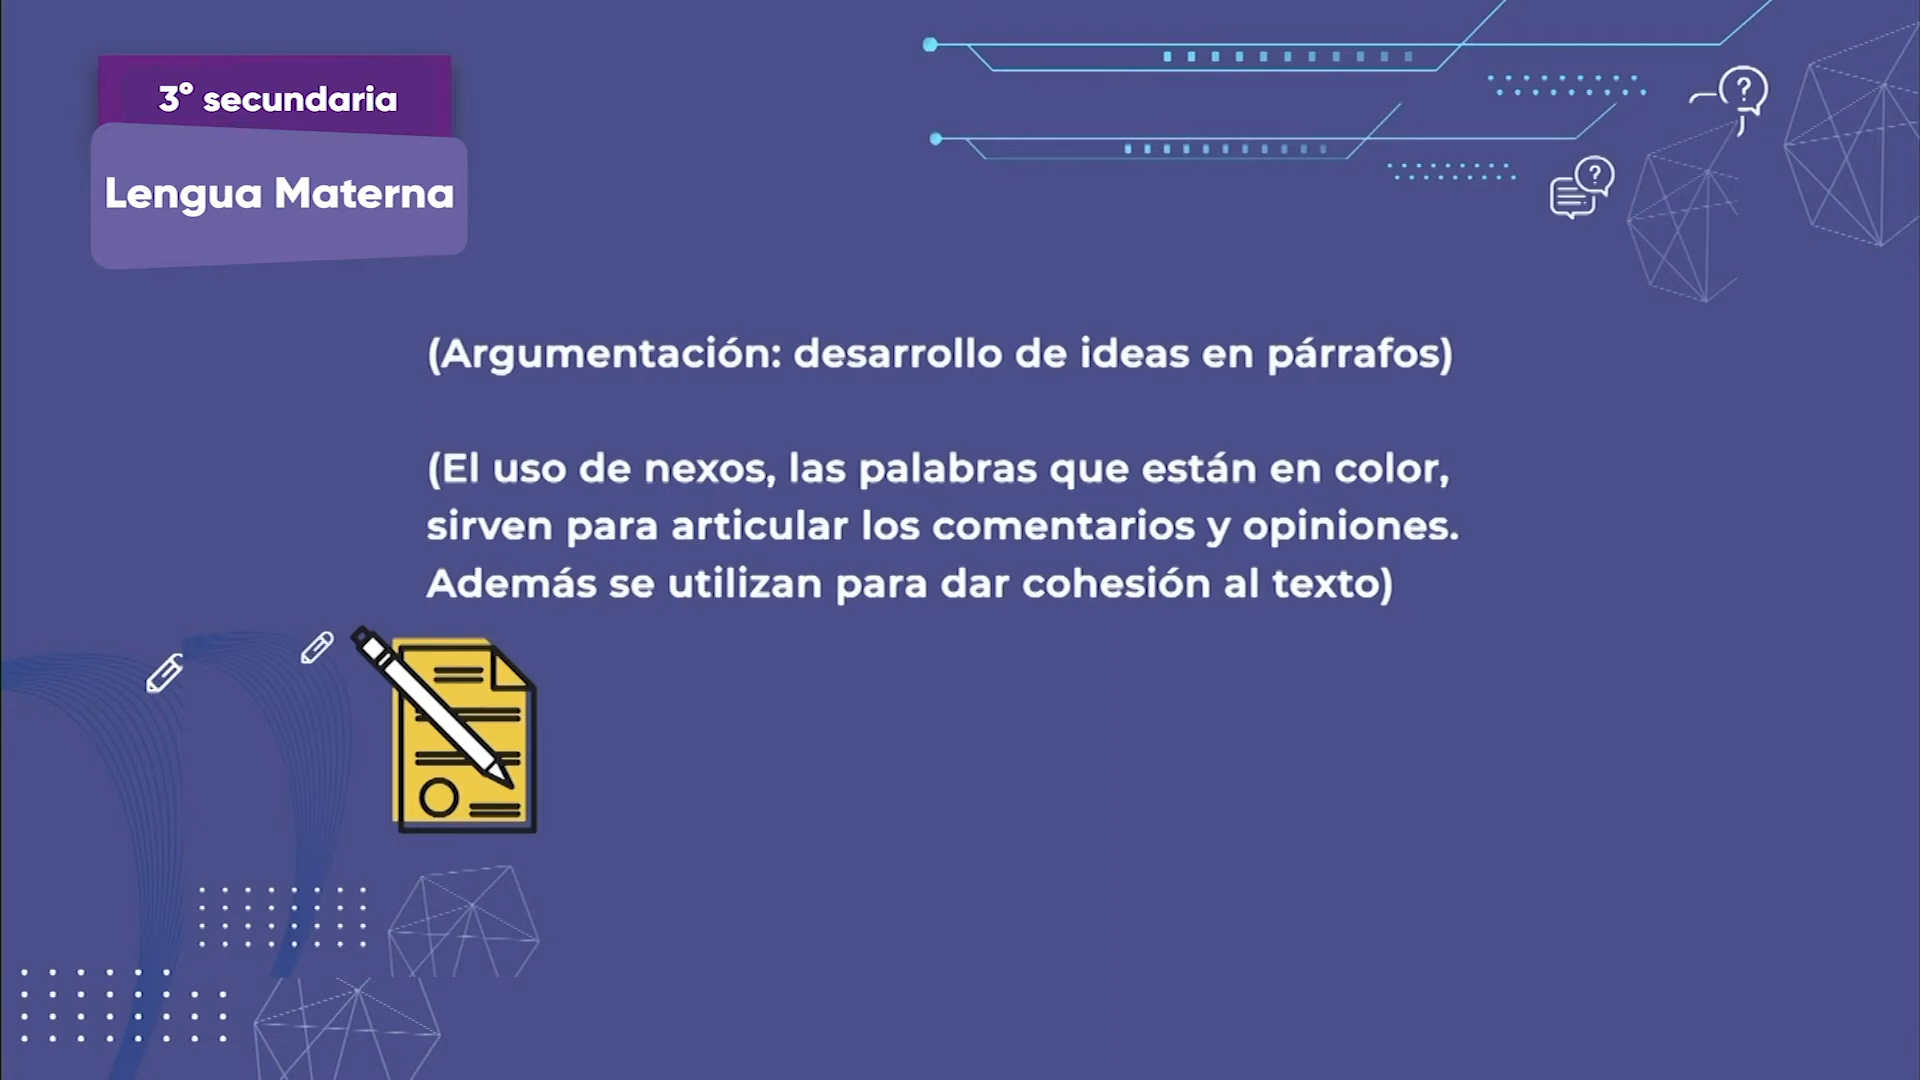 3° secundaria
Lengua Materna
(Argumentación: desarrollo de ideas en párrafos)
(El uso de nexos, las palabras que están en color,
sirven para articular los comentarios y opiniones.
Además se utilizan para dar cohesión al texto)